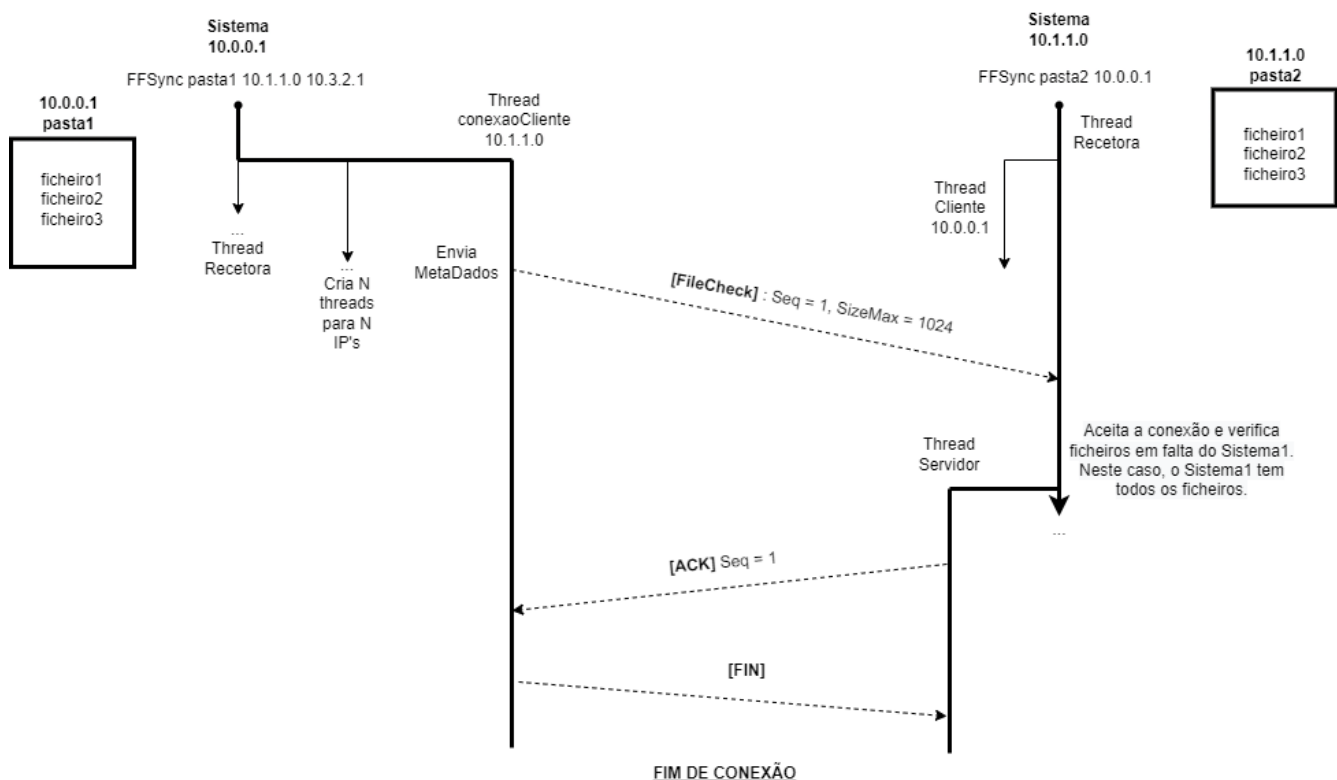 Sistema
10.0.0.1
FFSync pasta1 10.1.1.0 10.3.2.1
10.0.0.1
pasta1
ficheiro1
ficheiro2
ficheiro3
...
Thread
Recetora
...
Cria N
threads
para N
IP's
Thread
conexaoCliente
10.1.1.0
Envia
MetaDados
[FileCheck] : Seq = 1, SizeMax = 1024
Sistema
10.1.1.0
FFSync pasta2 10.0.0.1
10.1.1.0
pasta2
ficheiro1
ficheiro2
ficheiro3
Thread
Recetora
Thread
Cliente
10.0.0.1
Thread
Servidor
Aceita a conexão e verifica
ficheiros em falta do Sistema1.
Neste caso, o Sistema1 tem
todos os ficheiros.
...
[ACK] Seq = 1
[FIN]
FIM DE CONEXÃO